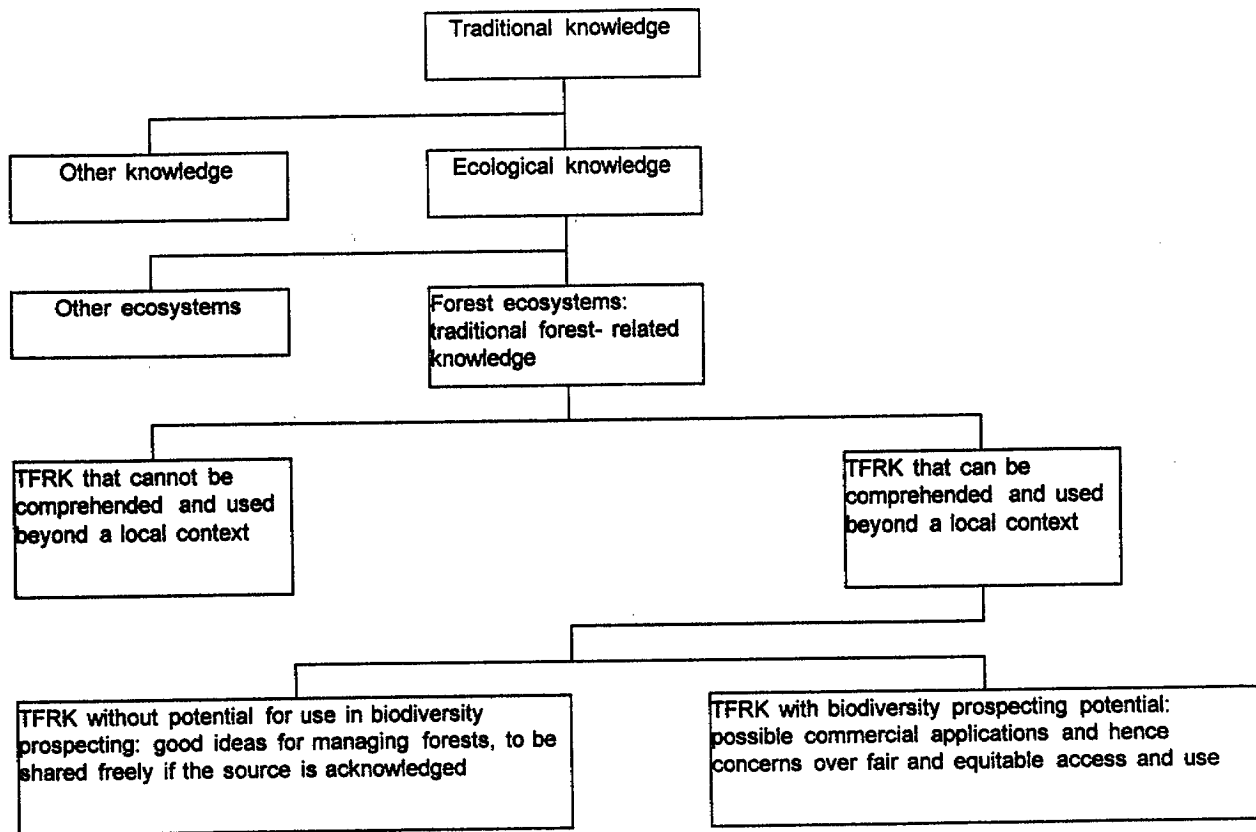 Traditional knowledge
Other knowledge
Ecological knowledge
Other ecosystems
Forest ecosystems:
traditional forest- related
knowledge
TFRK that cannot be
comprehended and used
beyond a local context
TFRK that can be
comprehended and used
beyond a local context
TFRK without potential for use in biodiversity
prospecting: good ideas for managing forests, to be
shared freely if the source is acknowledged
TFRK with biodiversity prospecting potential:
possible commercial applications and hence
concerns over fair and equitable access and use